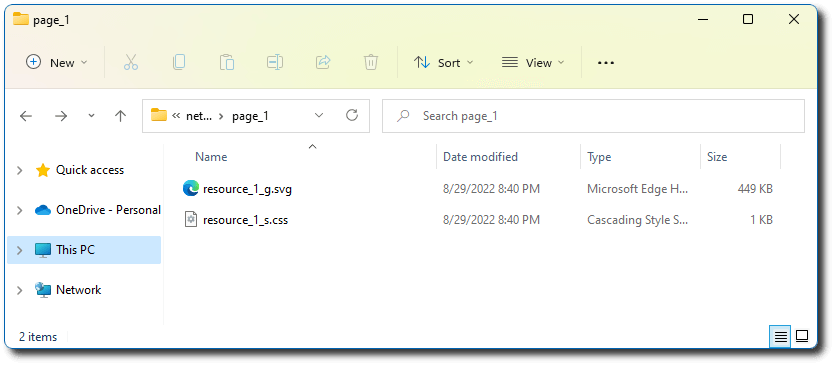 page_1
New Sort View
net... page_1 Search page_1
Name Date modified Type Size
Quick access
OneDrive - Personal
This PC
Network
resource_1_g.svg 8/29/2022 8:40 PM Microsoft Edge H... 449 KB
resource_1_s.css 8/29/2022 8:40 PM Cascading Style S... 1 KB
2 items